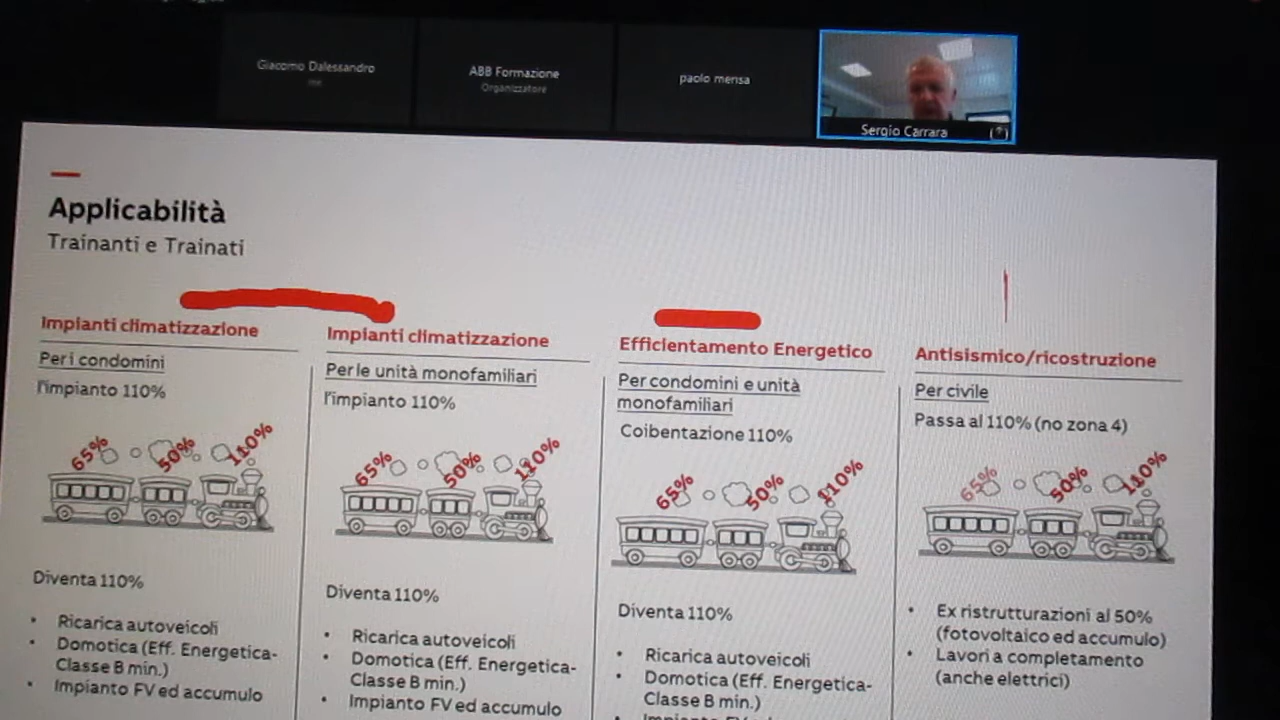 Giacomo Dalessandro
me
ABB Formazione
Organizzatore
paolo mensa
Sergio Carrara
Applicabilità
Trainanti e Trainati
Impianti climatizzazione
Per i condomini
l'impianto 110%
65% 50% 110%
Diventa 110%
• Ricarica autoveicoli
• Domotica (Eff. Energetica-
Classe B min.)
• Impianto FV ed accumulo
Impianti climatizzazione
Per le unità monofamiliari
l'impianto 110%
65% 50% 110%
Diventa 110%
• Ricarica autoveicoli
• Domotica (Eff. Energetica-
Classe B min.)
• Impianto FV ed accumulo
Efficientamento Energetico
Per condomini e unità
monofamiliari
Coibentazione 110%
65% 50% 110%
Diventa 110%
• Ricarica autoveicoli
• Domotica (Eff. Energetica-
Classe B min.)
Antisismico/ricostruzione
Per civile
Passa al 110% (no zona 4)
65% 50% 110%
• Ex ristrutturazioni al 50%
(fotovoltaico ed accumulo)
• Lavori a completamento
(anche elettrici)